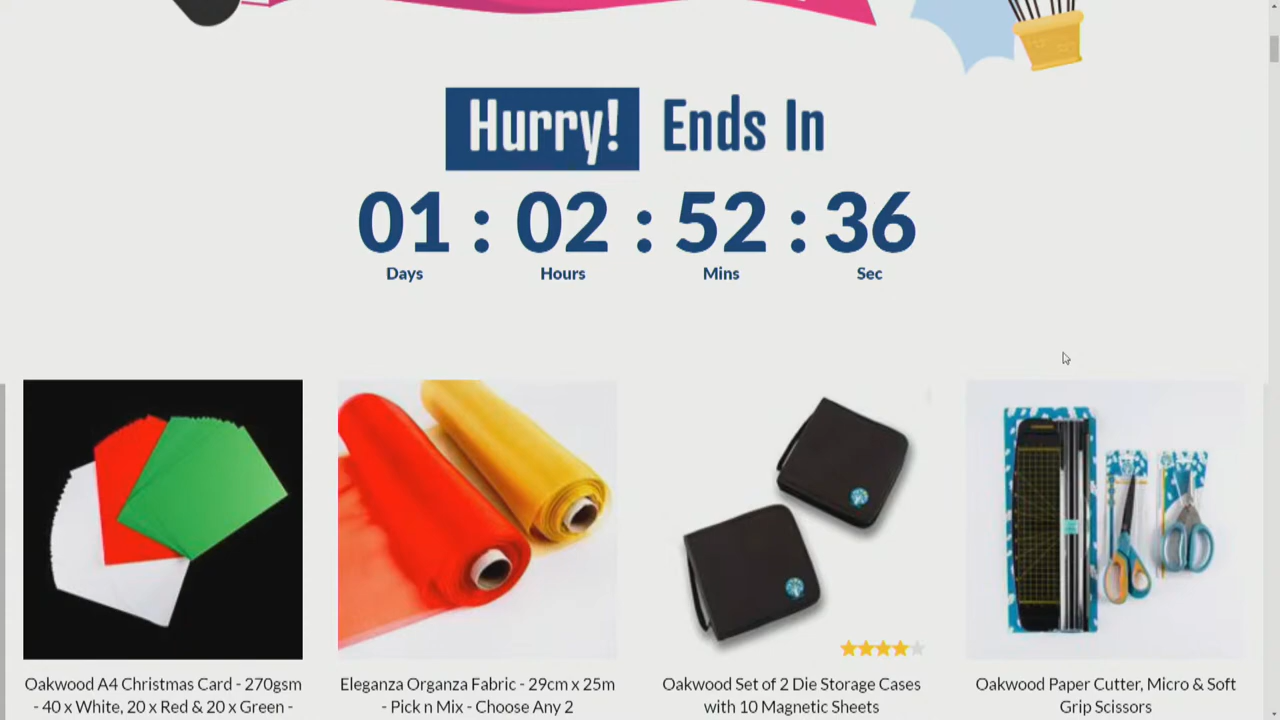 Hurry! Ends In
01 : 02 : 52 : 36
Days Hours Mins Sec
Oakwood A4 Christmas Card - 270gsm
- 40 x White, 20 x Red & 20 x Green -
Eleganza Organza Fabric - 29cm x 25m
- Pick n Mix - Choose Any 2
Oakwood Set of 2 Die Storage Cases
with 10 Magnetic Sheets
Oakwood Paper Cutter, Micro & Soft
Grip Scissors